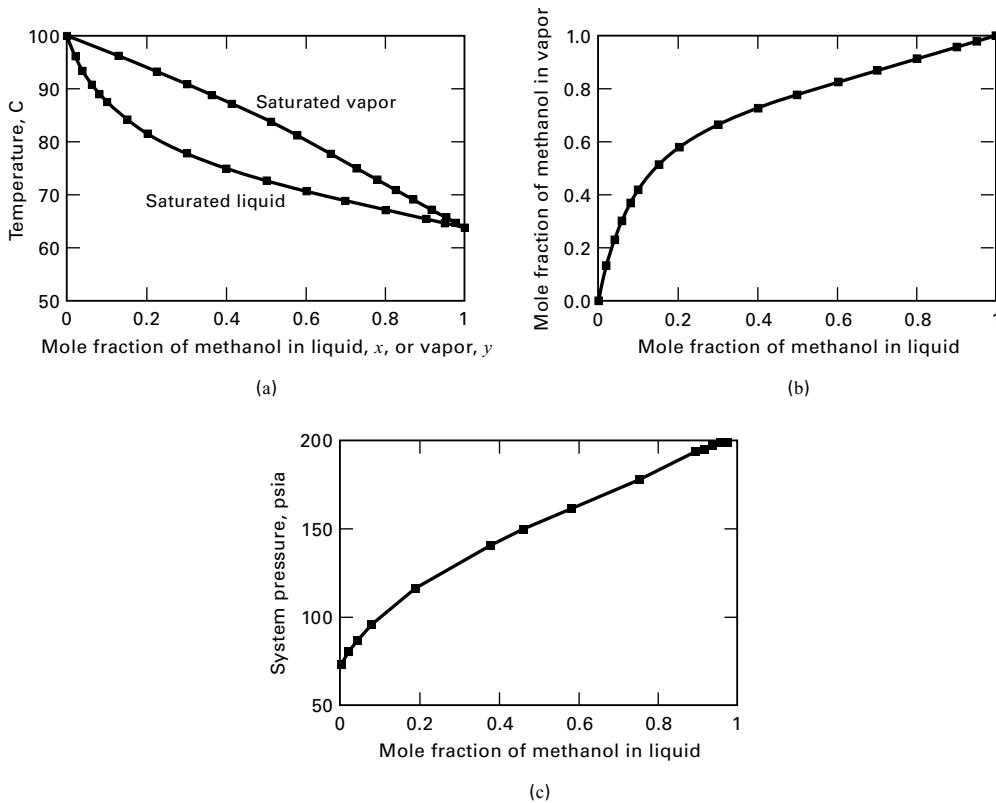 Temperature, C
100
90
80
70
60
50
Saturated vapor
Saturated liquid
0 0.2 0.4 0.6 0.8 1
Mole fraction of methanol in liquid, x, or vapor, y
(a)
Mole fraction of methanol in vapor
1.0
0.8
0.6
0.4
0.2
0.0
0 0.2 0.4 0.6 0.8 1
Mole fraction of methanol in liquid
(b)
System pressure, psia
200
150
100
50
0 0.2 0.4 0.6 0.8 1
Mole fraction of methanol in liquid
(c)